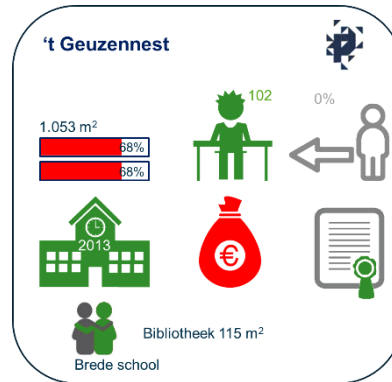 ‘t Geuzennest
102
0%
1.053 m²
68%
68%
2013
€
Bibliotheek 115 m²
Brede school